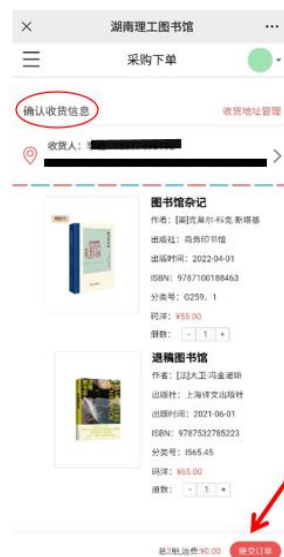 湖南理工图书馆
采购下单
确认收货信息
收货地址管理
收货人:
图书馆杂记
作者:[英]克莱尔·科克-斯塔基
出版社:商务印书馆
出版时间:2022-04-01
ISBN:9787100188463
分类号:G259.1
码洋:¥55.00
册数: - 1 +
退稿图书馆
作者:[法]大卫·冯金诺斯
出版社:上海译文出版社
出版时间:2021-06-01
ISBN:9787532785223
分类号:I565.45
码洋:¥65.00
册数: - 1 +
总2册,运费:¥0.00 提交订单